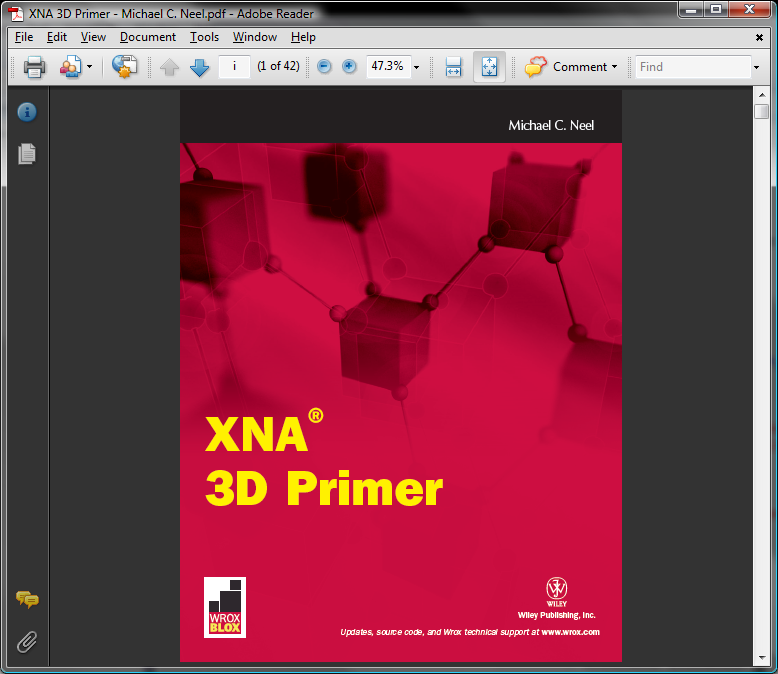 XNA 3D Primer - Michael C. Neel.pdf - Adobe Reader
File Edit View Document Tools Window Help
i (1 of 42) 47.3% Comment Find
Michael C. Neel
XNA®
3D Primer
WROX
BLOX
WILEY
Wiley Publishing, Inc.
Updates, source code, and Wrox technical support at www.wrox.com